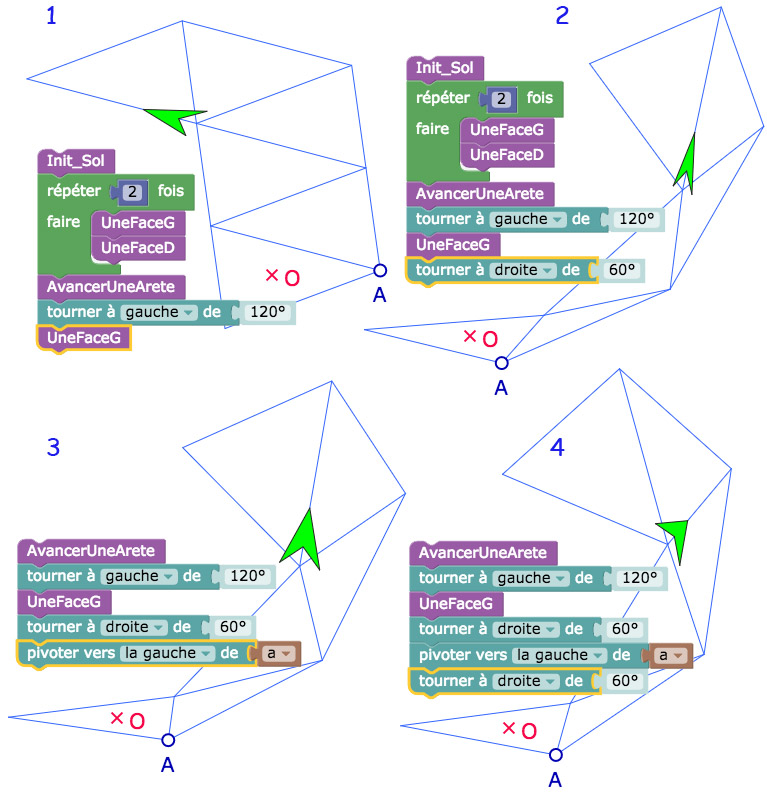 1
Init_Sol
répéter 2 fois
faire UneFaceG
UneFaceD
AvancerUneArete
tourner à gauche de 120°
UneFaceG
× O
A
2
Init_Sol
répéter 2 fois
faire UneFaceG
UneFaceD
AvancerUneArete
tourner à gauche de 120°
UneFaceG
tourner à droite de 60°
× O
A
3
AvancerUneArete
tourner à gauche de 120°
UneFaceG
tourner à droite de 60°
pivoter vers la gauche de a
× O
A
4
AvancerUneArete
tourner à gauche de 120°
UneFaceG
tourner à droite de 60°
pivoter vers la gauche de a
tourner à droite de 60°
× O
A